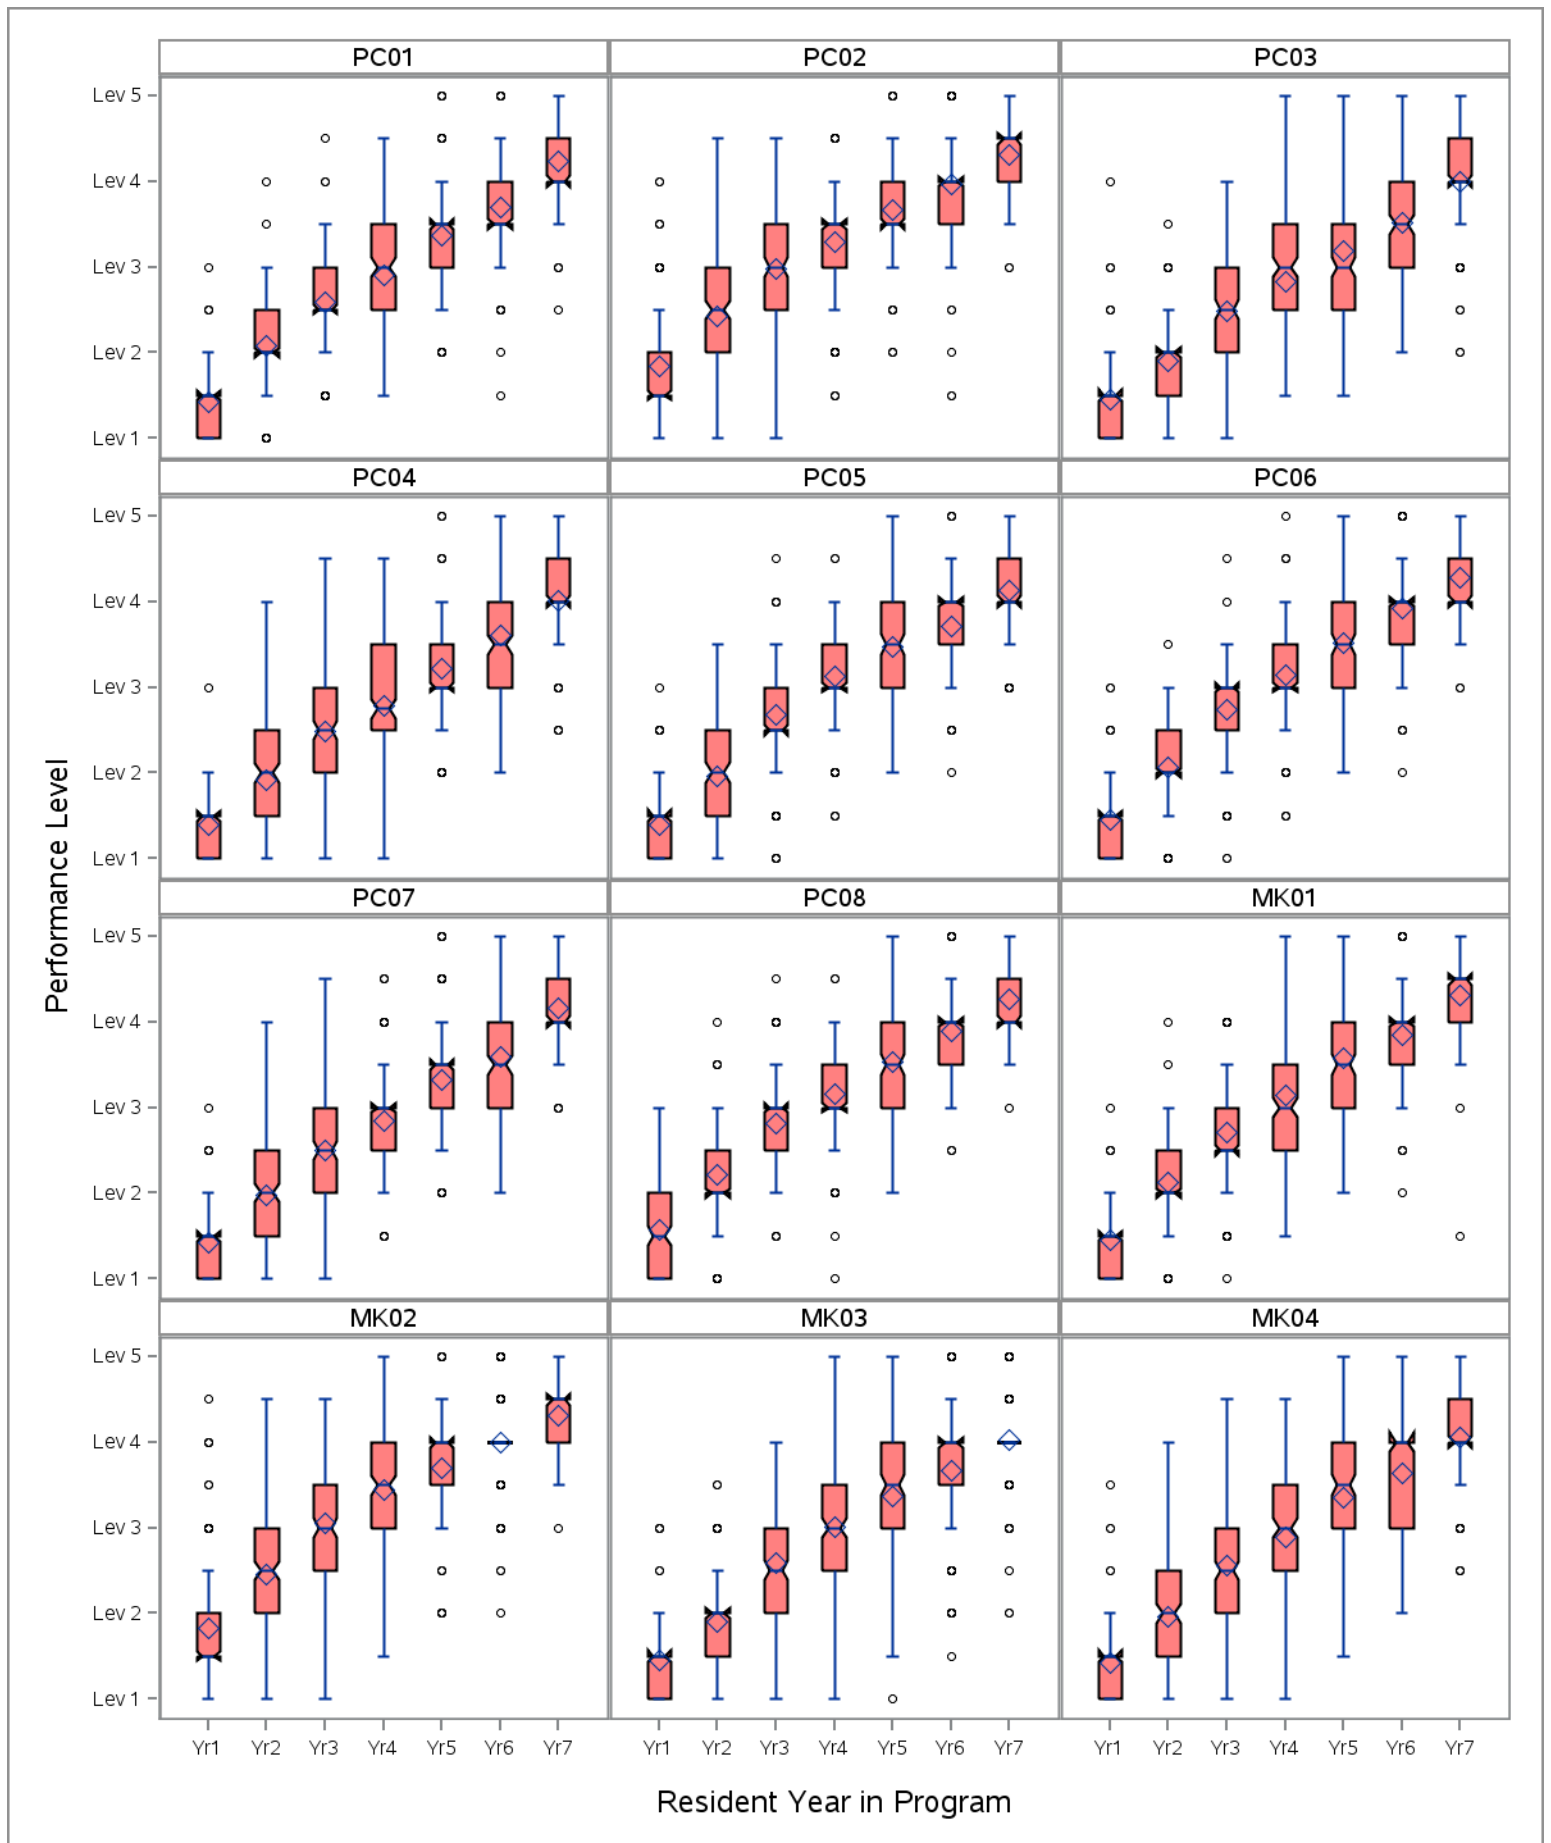 PC01 PC02 PC03
Lev 5
Lev 4
Lev 3
Lev 2
Lev 1
PC04 PC05 PC06
Lev 5
Lev 4
Lev 3
Lev 2
Lev 1
PC07 PC08 MK01
Lev 5
Lev 4
Lev 3
Lev 2
Lev 1
MK02 MK03 MK04
Lev 5
Lev 4
Lev 3
Lev 2
Lev 1
Performance Level
Yr1 Yr2 Yr3 Yr4 Yr5 Yr6 Yr7 Yr1 Yr2 Yr3 Yr4 Yr5 Yr6 Yr7 Yr1 Yr2 Yr3 Yr4 Yr5 Yr6 Yr7
Resident Year in Program